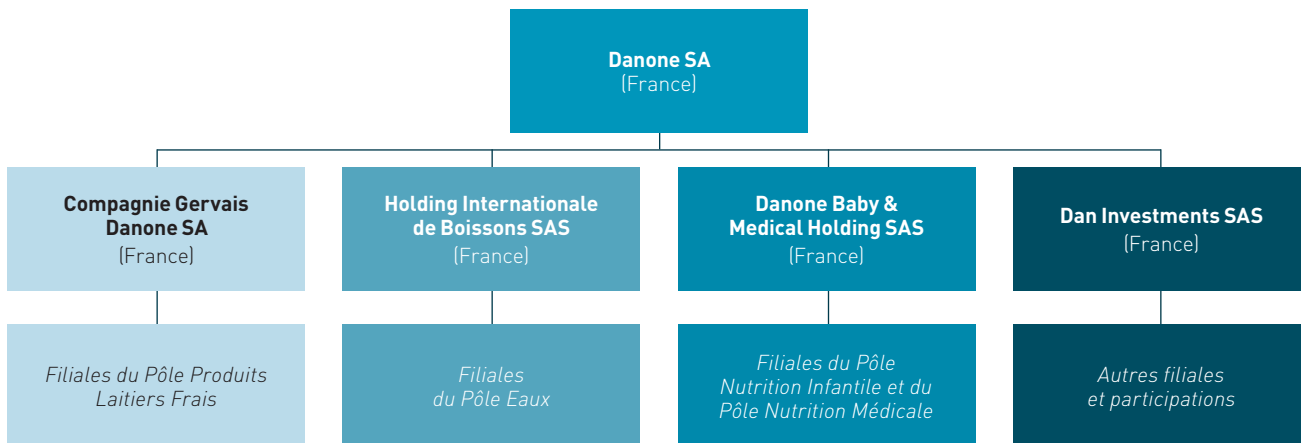 Danone SA
(France)
Compagnie Gervais
Danone SA
(France)
Holding Internationale
de Boissons SAS
(France)
Danone Baby &
Medical Holding SAS
(France)
Dan Investments SAS
(France)
Filiales du Pôle Produits
Laitiers Frais
Filiales
du Pôle Eaux
Filiales du Pôle
Nutrition Infantile et du
Pôle Nutrition Médicale
Autres filiales
et participations